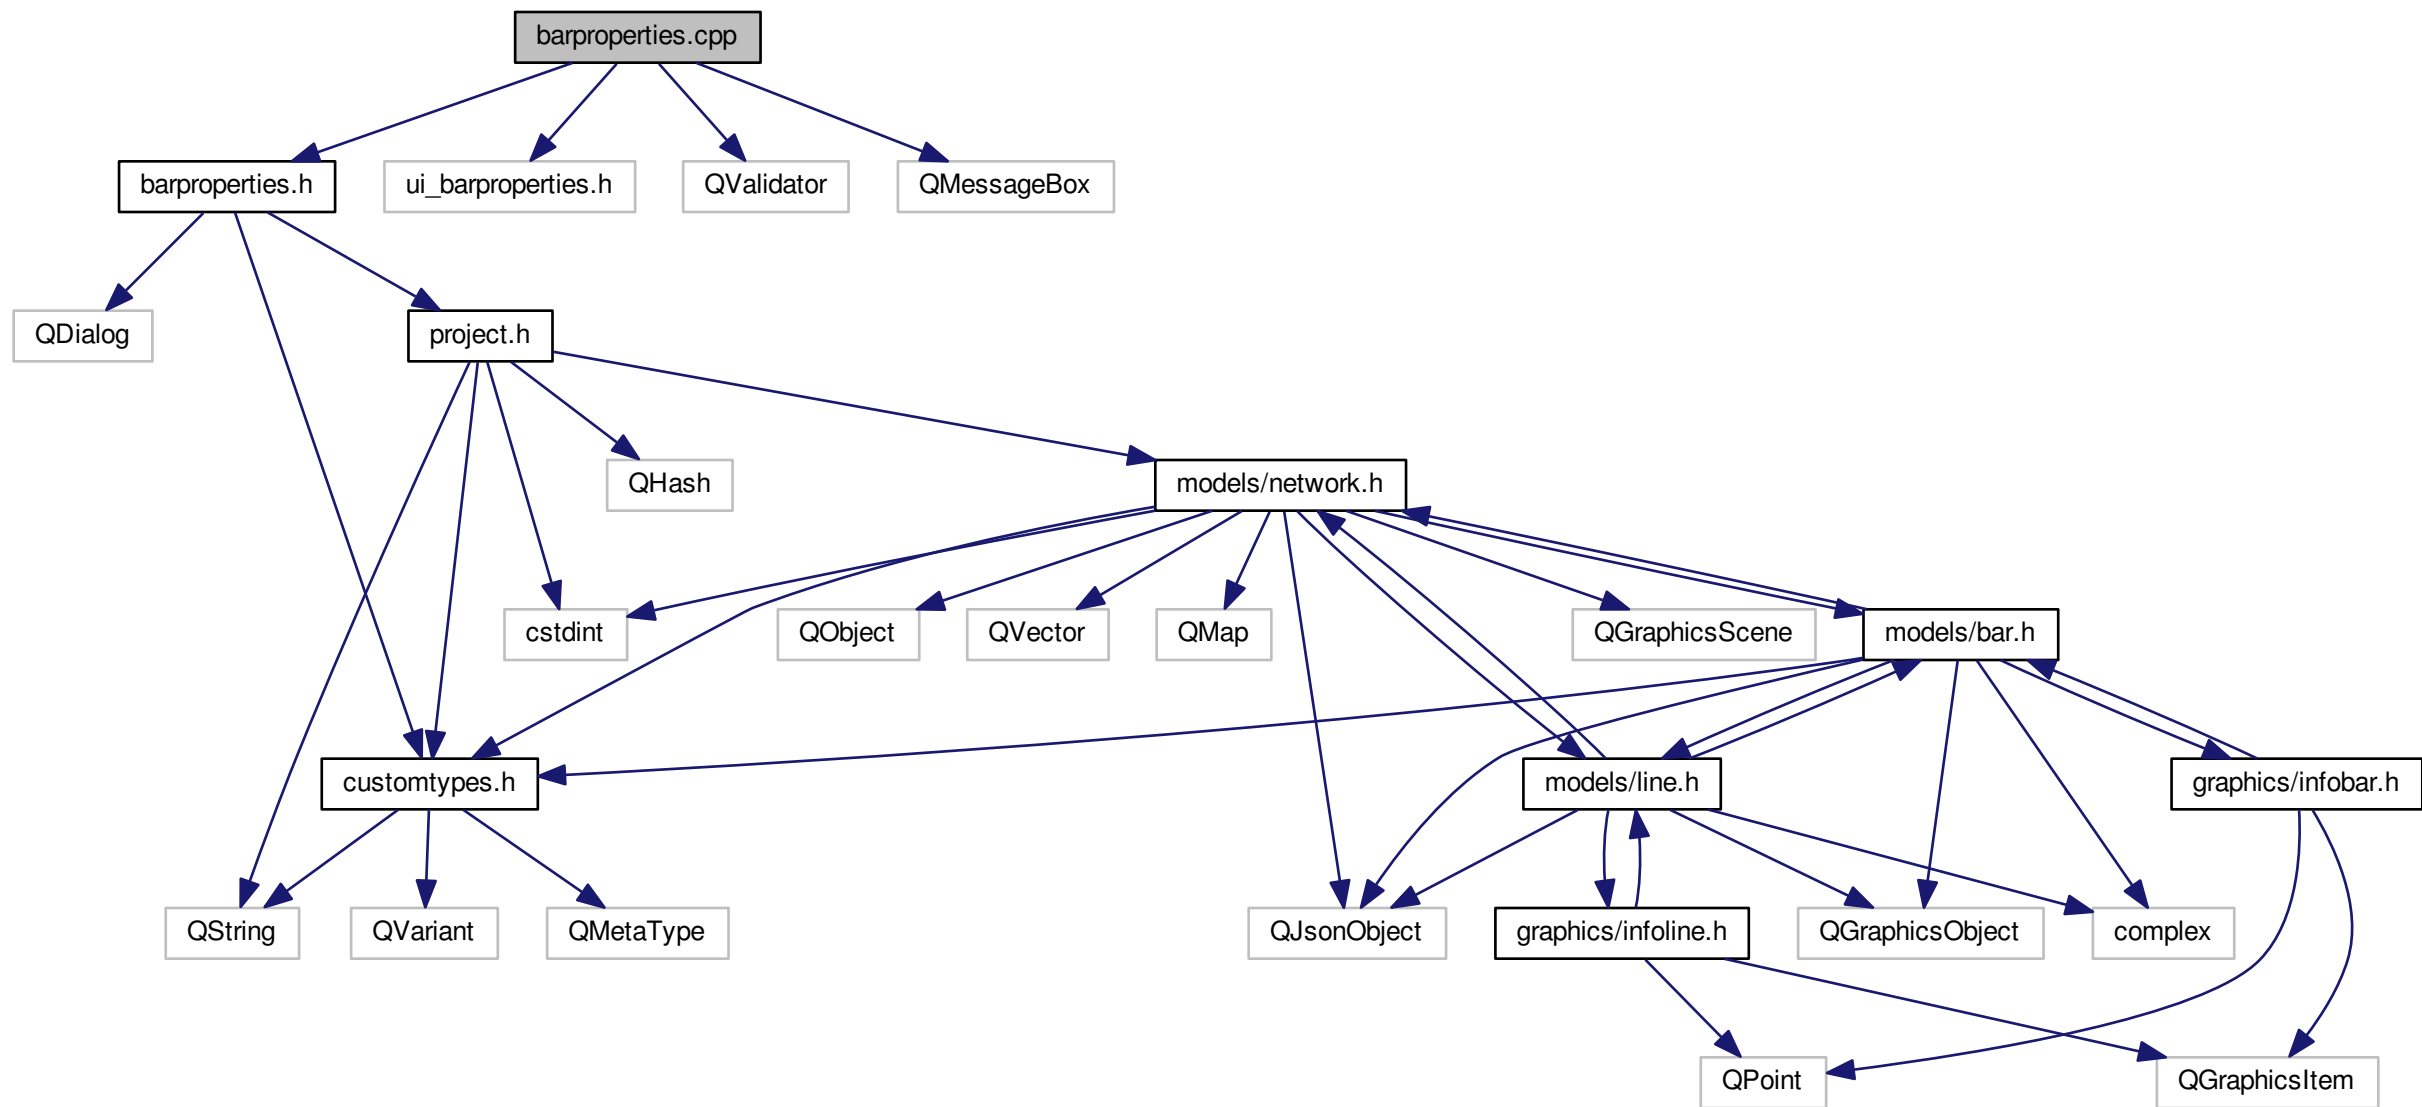 barproperties.cpp
barproperties.h
ui_barproperties.h
QValidator
QMessageBox
QDialog
project.h
QHash
models/network.h
cstdint
QObject
QVector
QMap
QGraphicsScene
models/bar.h
customtypes.h
models/line.h
graphics/infobar.h
QString
QVariant
QMetaType
QJsonObject
graphics/infoline.h
QGraphicsObject
complex
QPoint
QGraphicsItem